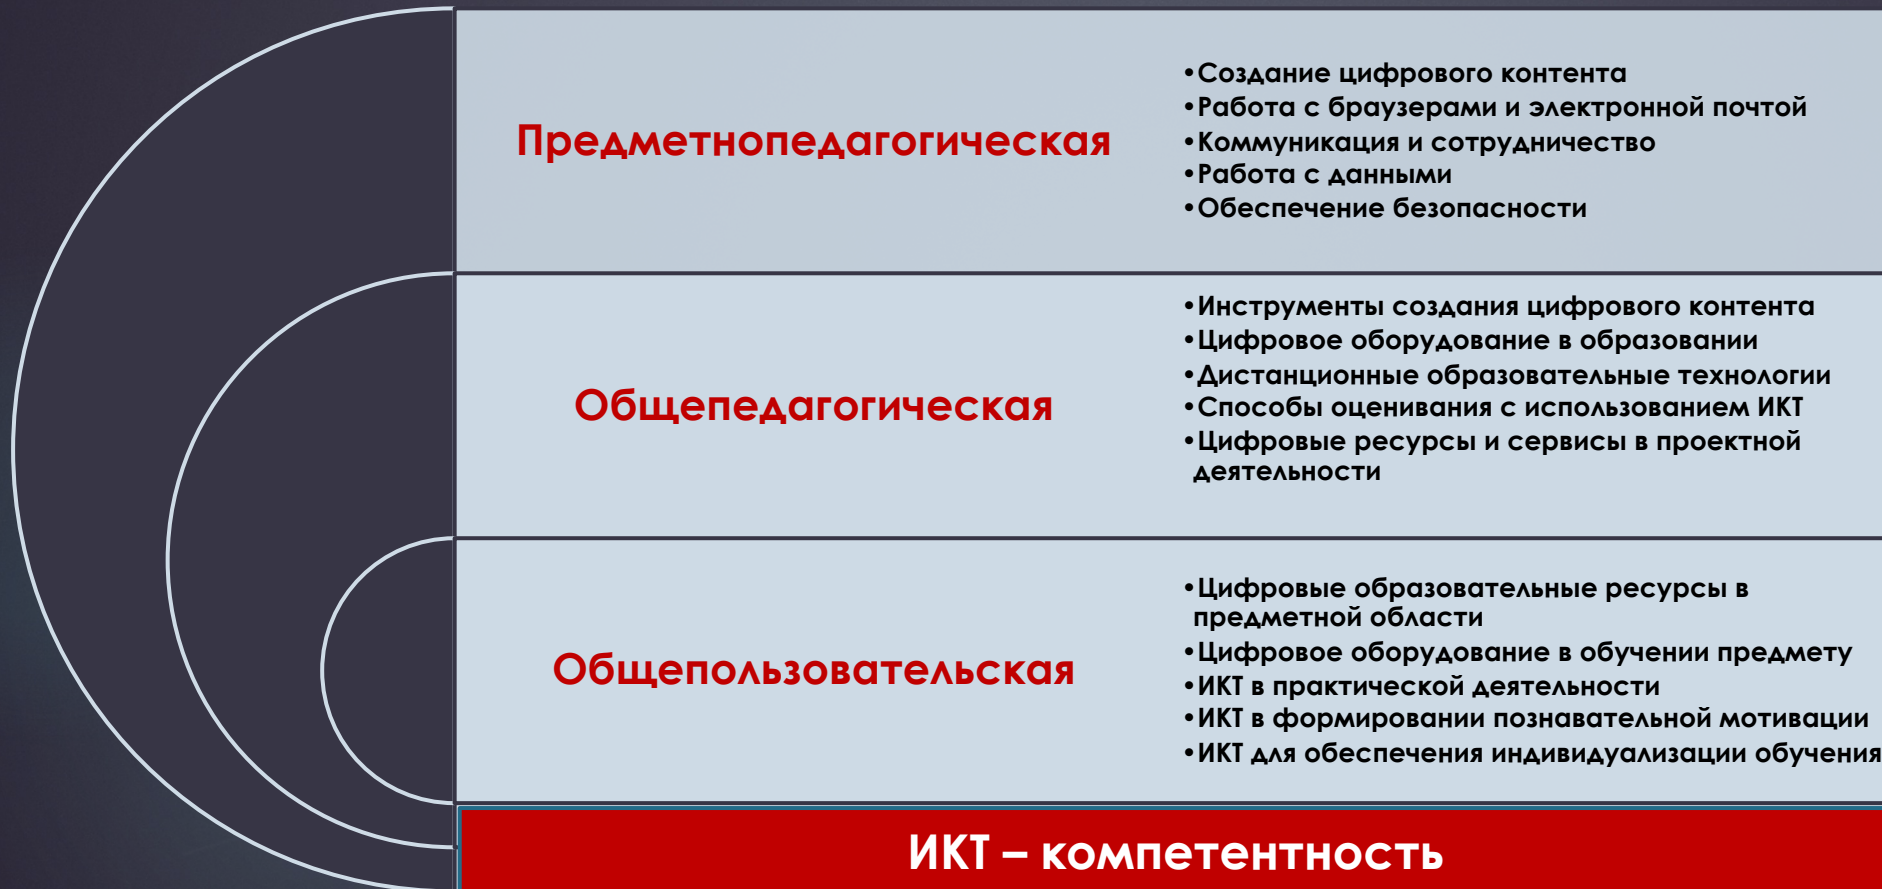 Предметнопедагогическая
•Создание цифрового контента
•Работа с браузерами и электронной почтой
•Коммуникация и сотрудничество
•Работа с данными
•Обеспечение безопасности
Общепедагогическая
•Инструменты создания цифрового контента
•Цифровое оборудование в образовании
•Дистанционные образовательные технологии
•Способы оценивания с использованием ИКТ
•Цифровые ресурсы и сервисы в проектной
деятельности
Общепользовательская
•Цифровые образовательные ресурсы в
предметной области
•Цифровое оборудование в обучении предмету
•ИКТ в практической деятельности
•ИКТ в формировании познавательной мотивации
•ИКТ для обеспечения индивидуализации обучения
ИКТ – компетентность